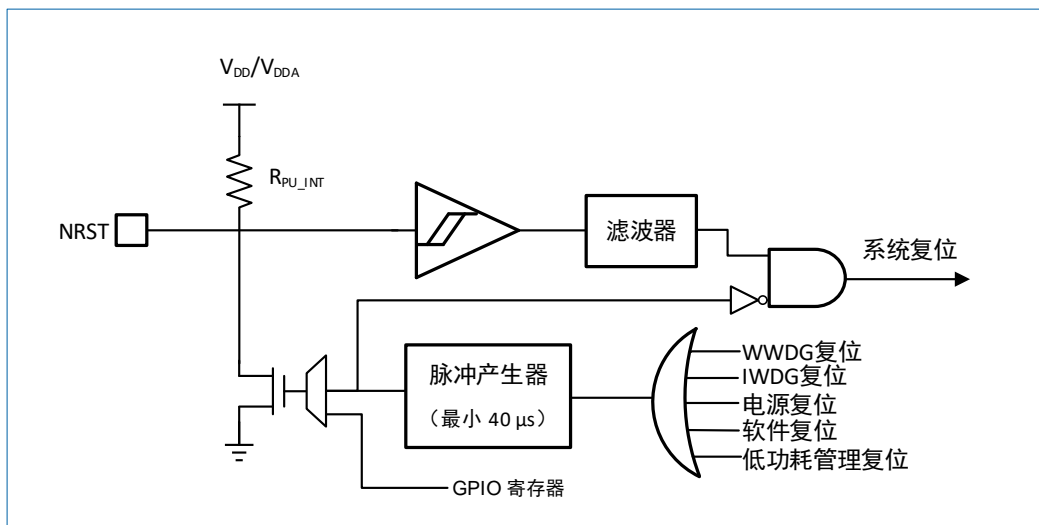 VDD/VDDA
RPU_INT
NRST
滤波器
系统复位
脉冲产生器
（最小 40 μs）
WWDG复位
IWDG复位
电源复位
软件复位
低功耗管理复位
GPIO 寄存器